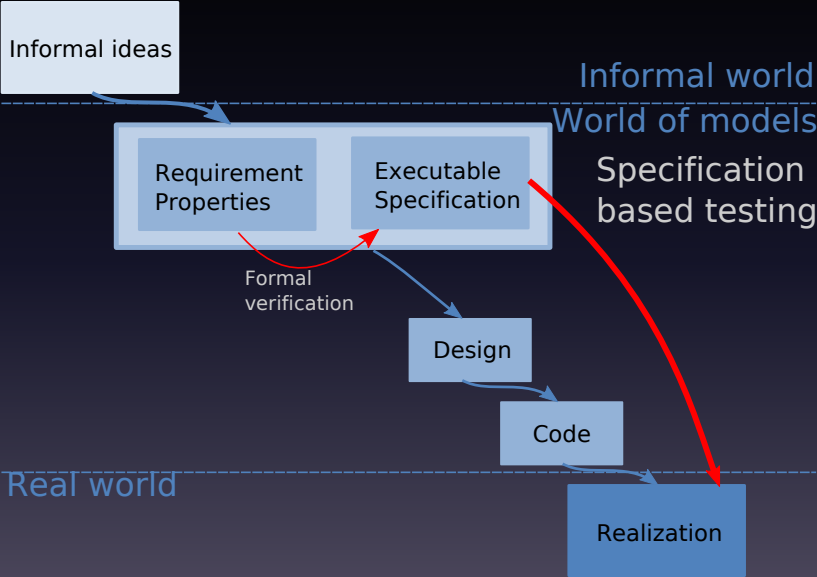 Informal ideas
Informal world
World of models
Requirement
Properties
Executable
Specification
Specification
based testing
Formal
verification
Design
Code
Real world
Realization